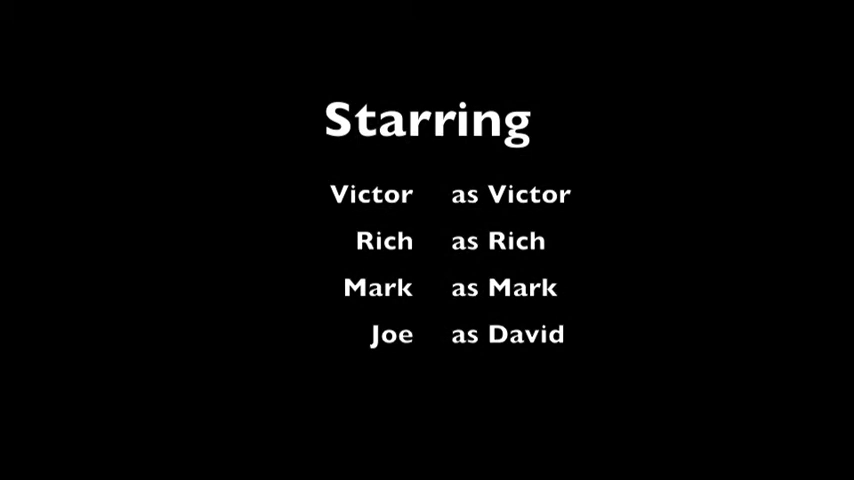 Starring
Victor as Victor
Rich as Rich
Mark as Mark
Joe as David